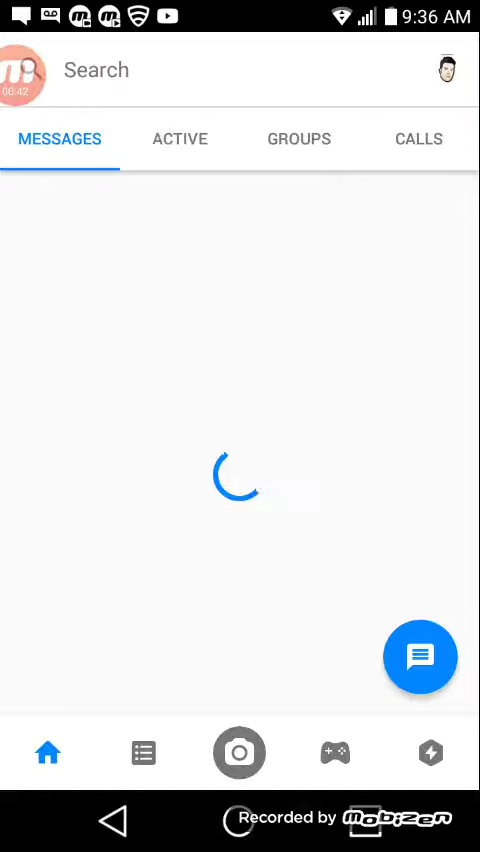 9:36 AM
Search
00:42
MESSAGES ACTIVE GROUPS CALLS
Recorded by mobizen